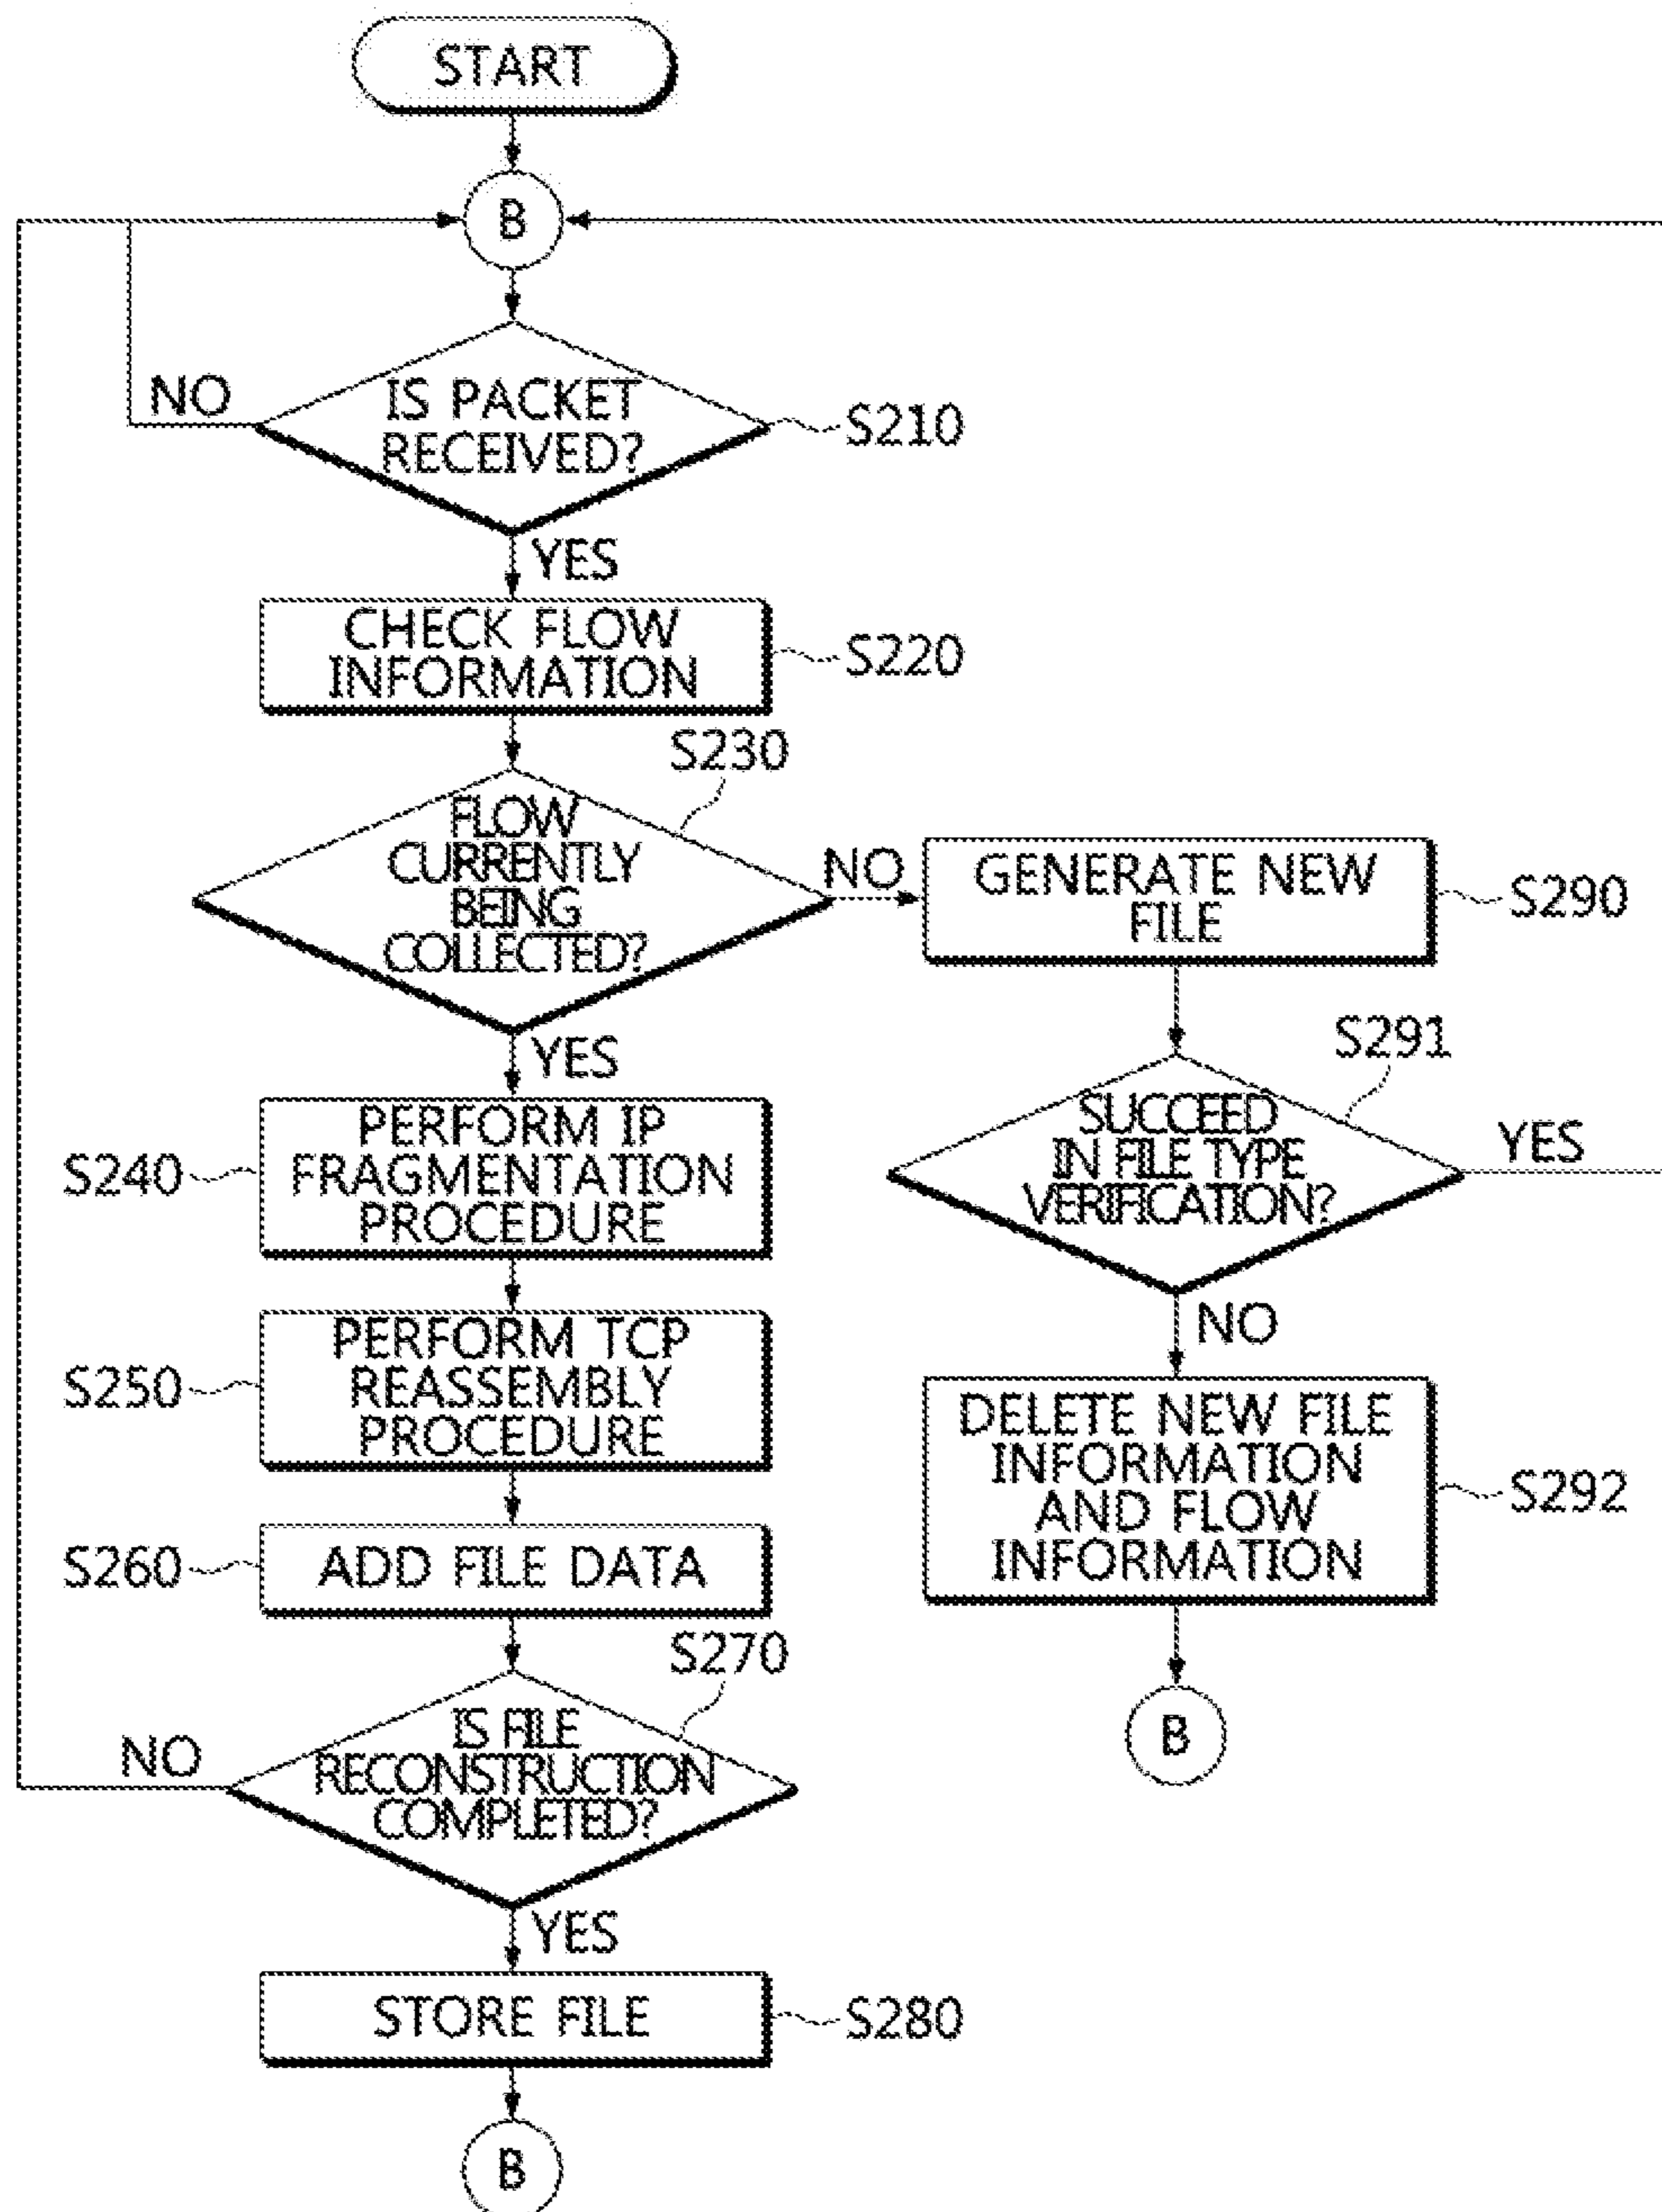 START
B
NO
IS PACKET
RECEIVED?
S210
YES
CHECK FLOW
INFORMATION
S220
S230
FLOW
CURRENTLY
BEING
COLLECTED?
NO
GENERATE NEW
FILE
S290
YES
S291
SUCCEED
IN FILE TYPE
VERIFICATION?
YES
S240
PERFORM IP
FRAGMENTATION
PROCEDURE
NO
S250
PERFORM TCP
REASSEMBLY
PROCEDURE
DELETE NEW FILE
INFORMATION
AND FLOW
INFORMATION
S292
S260
ADD FILE DATA
S270
B
NO
IS FILE
RECONSTRUCTION
COMPLETED?
YES
STORE FILE
S280
B